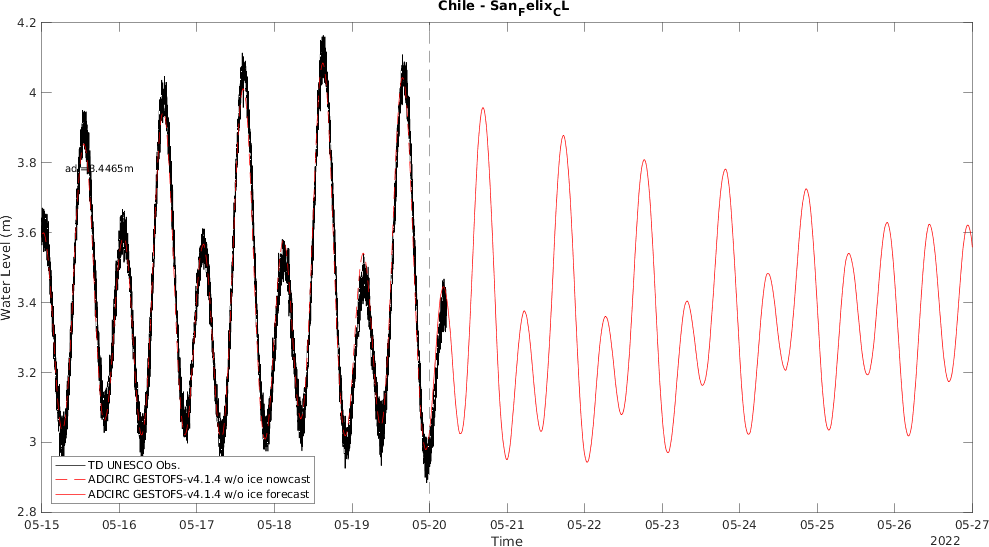 Chile - San_Felix_CL
4.2
4
3.8
3.6
3.4
3.2
3
2.8
Water Level (m)
adj=3.4465m
TD UNESCO Obs.
ADCIRC GESTOFS-v4.1.4 w/o ice nowcast
ADCIRC GESTOFS-v4.1.4 w/o ice forecast
05-15 05-16 05-17 05-18 05-19 05-20 05-21 05-22 05-23 05-24 05-25 05-26 05-27
Time
2022